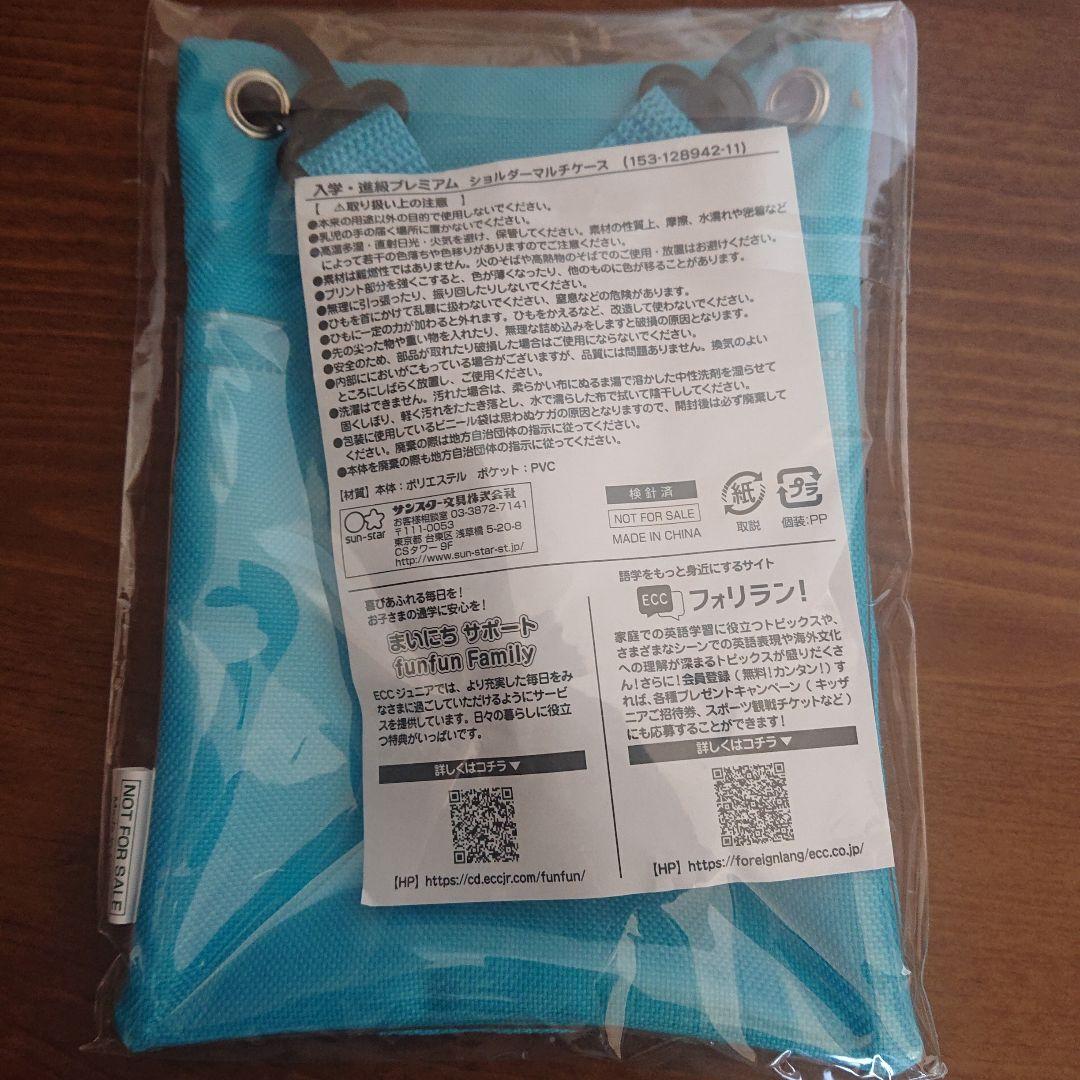 入学・進級プレミアム ショルダーマルチケース (153-128942-11)
【 ⚠取り扱い上の注意 】
●本来の用途以外の目的で使用しないでください。
●乳児の手の届く場所に置かないでください。
●高温多湿・直射日光・火気を避け、保管してください。素材の性質上、摩擦、水濡れや密着など
によって若干の色落ちや色移りがありますのでご注意ください。
●素材は難燃性ではありません。火のそばや高熱物のそばでのご使用・放置はお避けください。
●プリント部分を強くこすると、色が薄くなったり、他のものに色が移ることがあります。
●無理に引っ張ったり、振り回したりしないでください。
●ひもを首にかけて乱暴に扱わないでください、窒息などの危険があります。
●ひもに一定の力が加わると外れます。ひもをかえるなど、改造して使わないでください。
●先の尖った物や重い物を入れたり、無理な詰め込みをしますと破損の原因となります。
●安全のため、部品が取れたり破損した場合はご使用にならないでください。
●内部ににおいがこもっている場合がございますが、品質には問題ありません。換気のよい
ところにしばらく放置し、ご使用ください。
●洗濯はできません。汚れた場合は、柔らかい布にぬるま湯で溶かした中性洗剤を湿らせて
固くしぼり、軽く汚れをたたき落とし、水で濡らした布で拭いて陰干ししてください。
●包装に使用しているビニール袋は思わぬケガの原因となりますので、開封後は必ず廃棄して
ください。廃棄の際は地方自治団体の指示に従ってください。
●本体を廃棄の際も地方自治団体の指示に従ってください。
【材質】本体:ポリエステル ポケット:PVC
sun-star
サンスター文具株式会社
お客様相談室 03-3872-7141
〒111-0053
東京都 台東区 浅草橋 5-20-8
CSタワー 9F
http://www.sun-star-st.jp/
検針済
NOT FOR SALE
MADE IN CHINA
紙
取説
プラ
個装:PP
喜びあふれる毎日を!
お子さまの通学に安心を!
まいにち サポート
funfun Family
ECCジュニアでは、より充実した毎日をみ
なさまに過ごしていただけるようにサービ
スを提供しています。日々の暮らしに役立
つ特典がいっぱいです。
詳しくはコチラ▼
【HP】https://cd.eccjr.com/funfun/
語学をもっと身近にするサイト
ECC フォリラン!
家庭での英語学習に役立つトピックスや、
さまざまなシーンでの英語表現や海外文化
への理解が深まるトピックスが盛りだくさ
ん!さらに!会員登録(無料!カンタン!)す
れば、各種プレゼントキャンペーン(キッザ
ニアご招待券、スポーツ観戦チケットなど)
にも応募することができます!
詳しくはコチラ▼
【HP】https://foreignlang/ecc.co.jp/
NOT FOR SALE